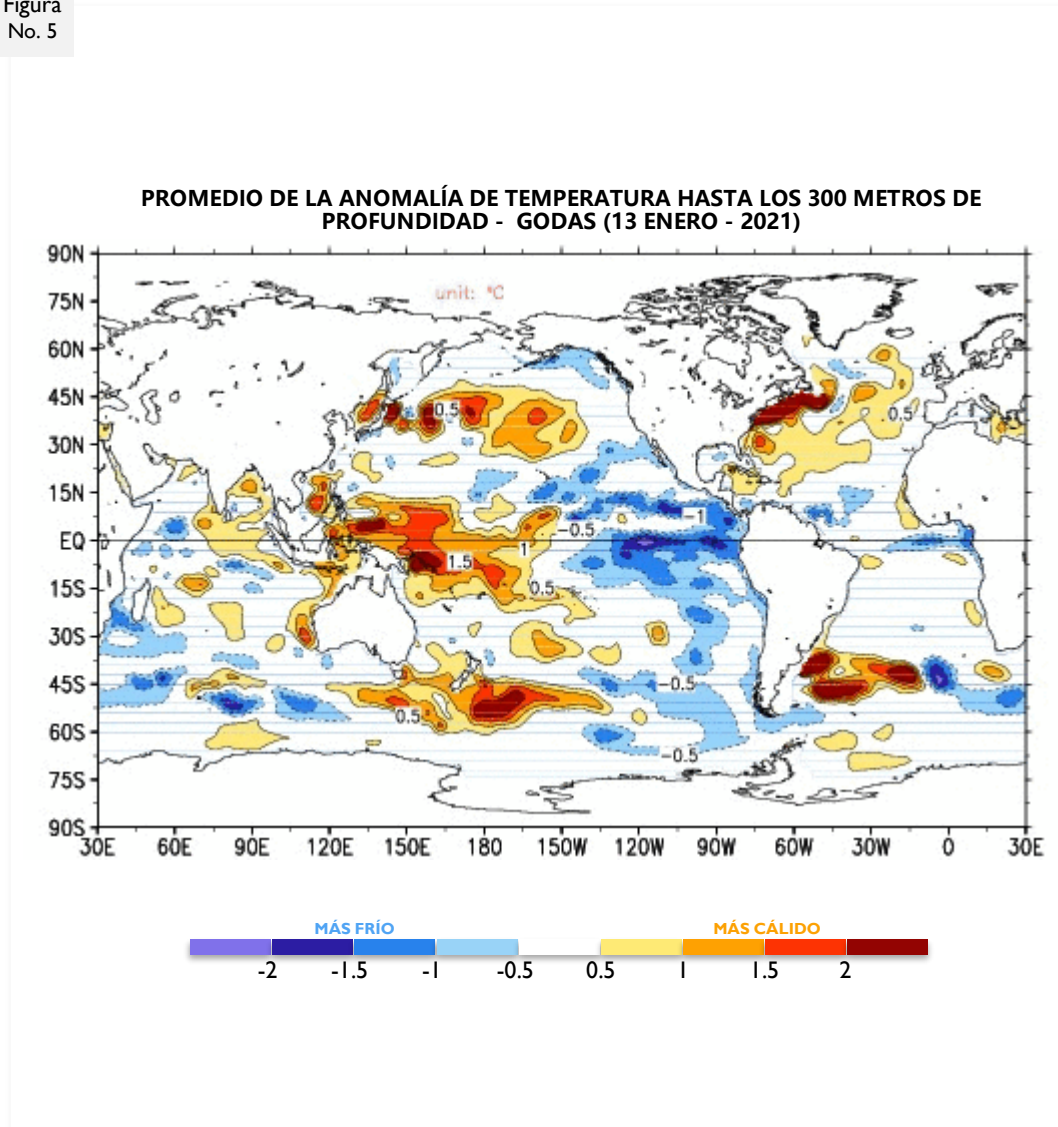 Figura
No. 5
PROMEDIO DE LA ANOMALÍA DE TEMPERATURA HASTA LOS 300 METROS DE
PROFUNDIDAD - GODAS (13 ENERO - 2021)
90N
unit: °C
75N
60N
45N
0.5
0.5
30N
15N
-1
-0.5
EQ
1
1.5
15S
0.5
30S
45S
-0.5
0.5
60S
-0.5
75S
90S
30E 60E 90E 120E 150E 180 150W 120W 90W 60W 30W 0 30E
MÁS FRÍO MÁS CÁLIDO
-2 -1.5 -1 -0.5 0.5 1 1.5 2